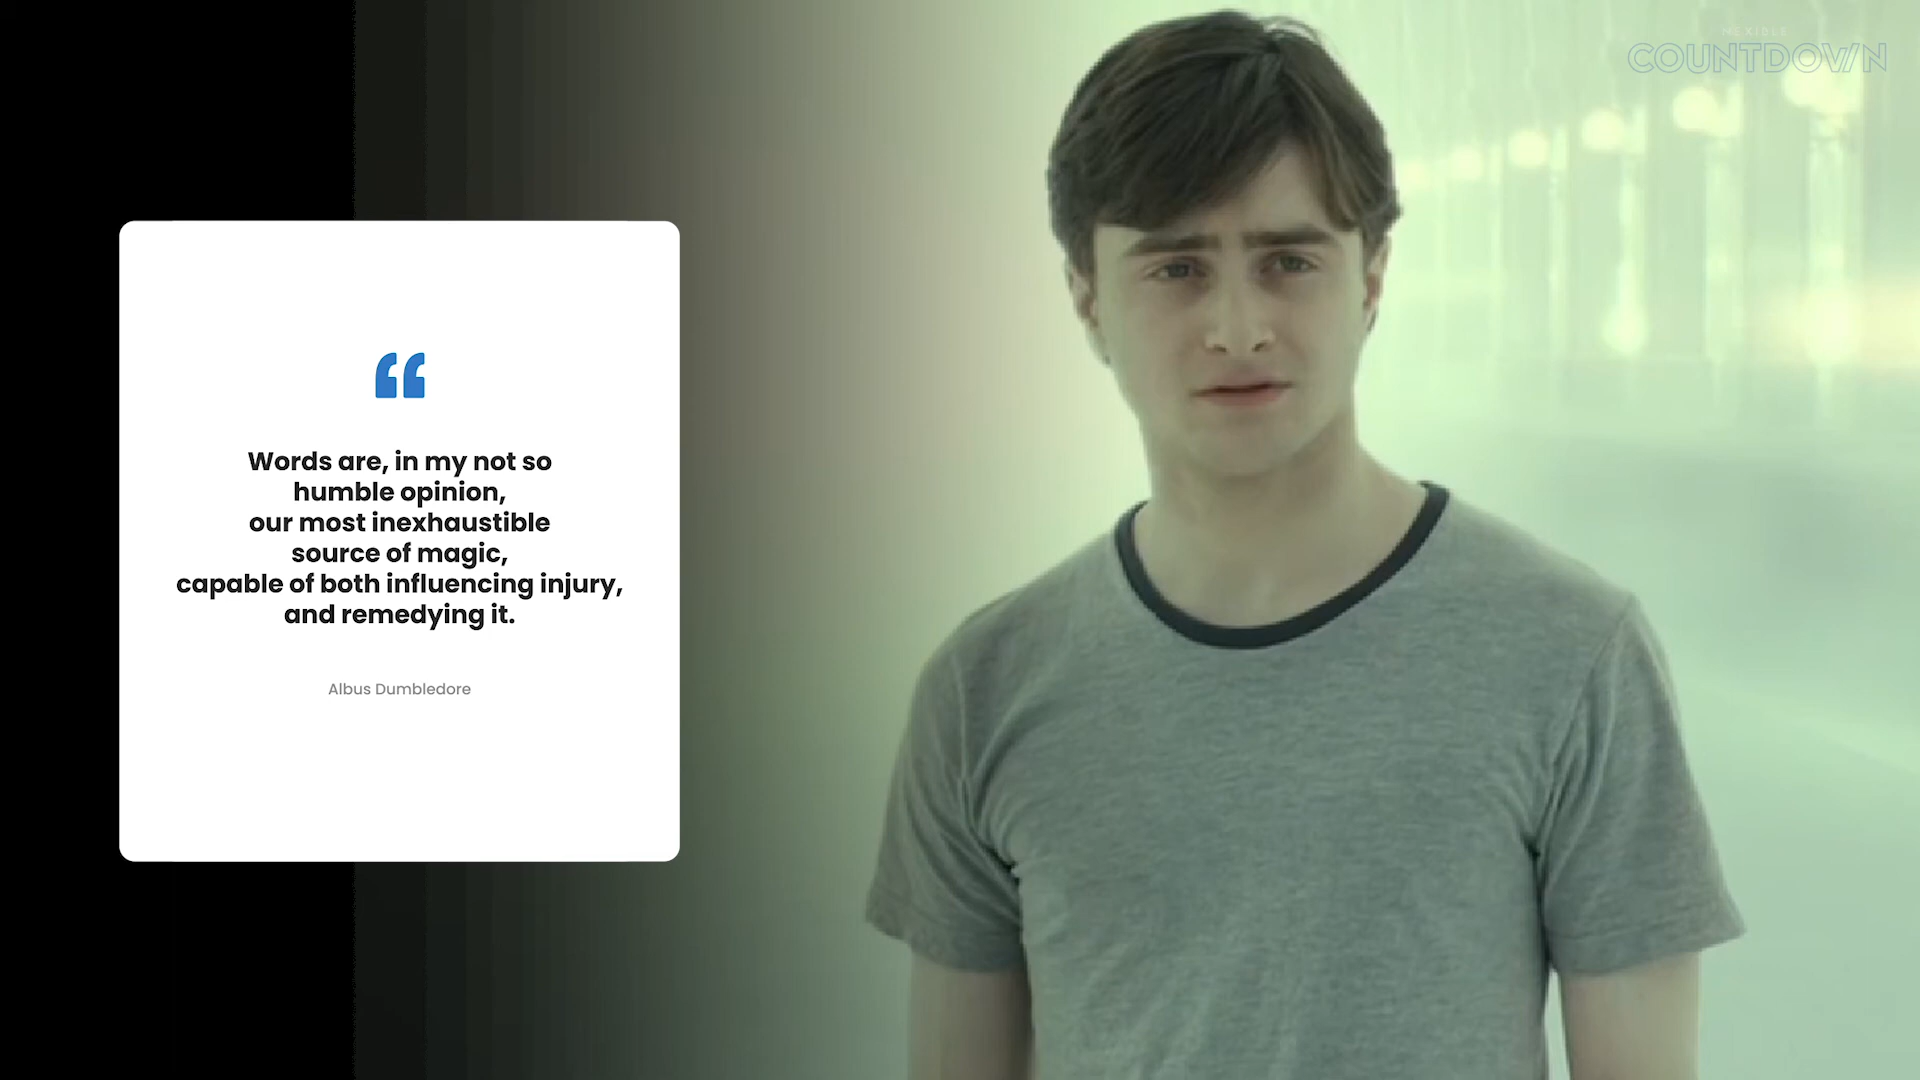 NEXIBLE
COUNTDOWN
Words are, in my not so
humble opinion,
our most inexhaustible
source of magic,
capable of both influencing injury,
and remedying it.
Albus Dumbledore